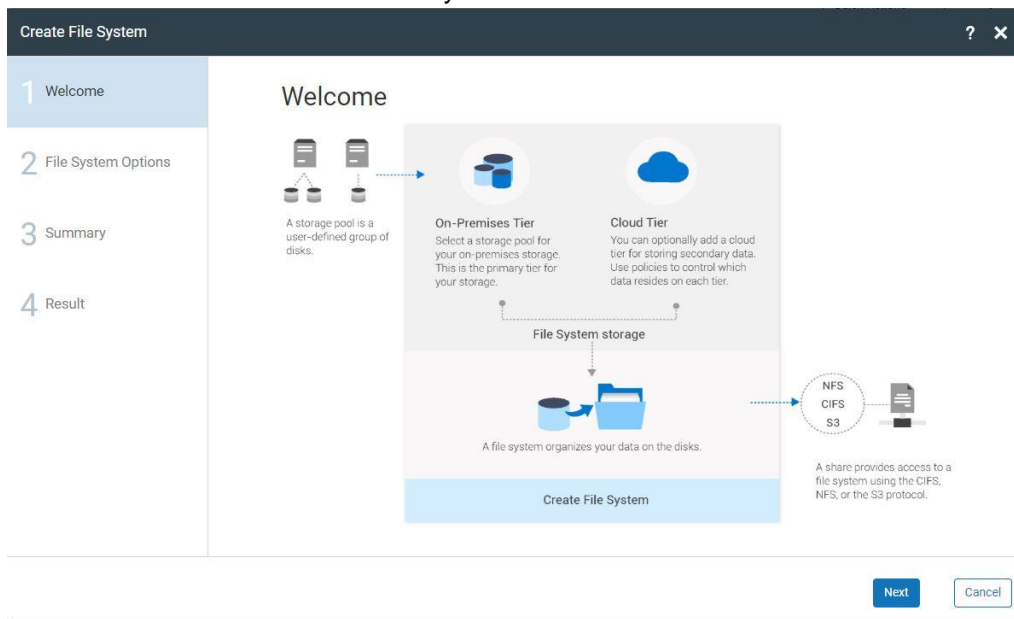 Create File System
? ×
1 Welcome
2 File System Options
3 Summary
4 Result
Welcome
A storage pool is a
user-defined group of
disks.
On-Premises Tier
Select a storage pool for
your on-premises storage.
This is the primary tier for
your storage.
Cloud Tier
You can optionally add a cloud
tier for storing secondary data.
Use policies to control which
data resides on each tier.
File System storage
A file system organizes your data on the disks.
Create File System
NFS
CIFS
S3
A share provides access to a
file system using the CIFS,
NFS, or the S3 protocol.
Next
Cancel